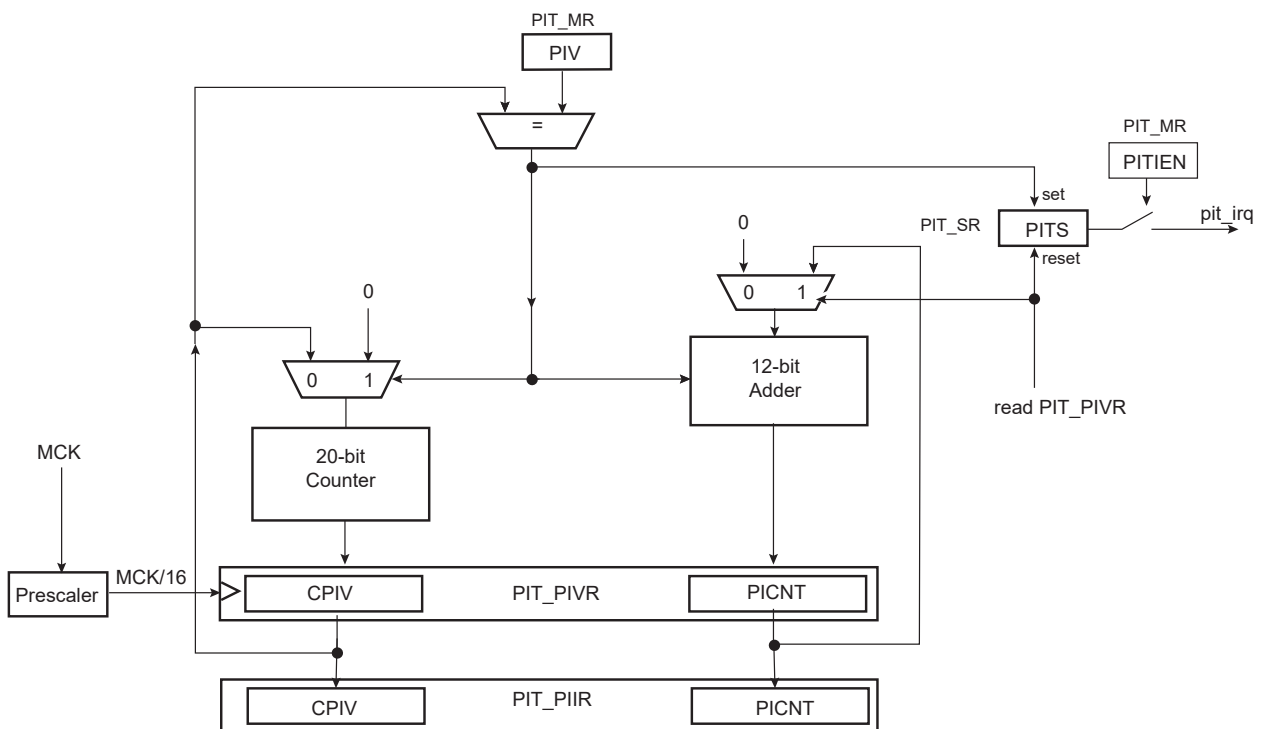 PIT_MR
PIV
=
PIT_MR
PITIEN
set
PIT_SR
PITS
pit_irq
reset
0
0 1
0
0 1
12-bit
Adder
read PIT_PIVR
20-bit
Counter
MCK
MCK/16
Prescaler
CPIV
PIT_PIVR
PICNT
CPIV
PIT_PIIR
PICNT